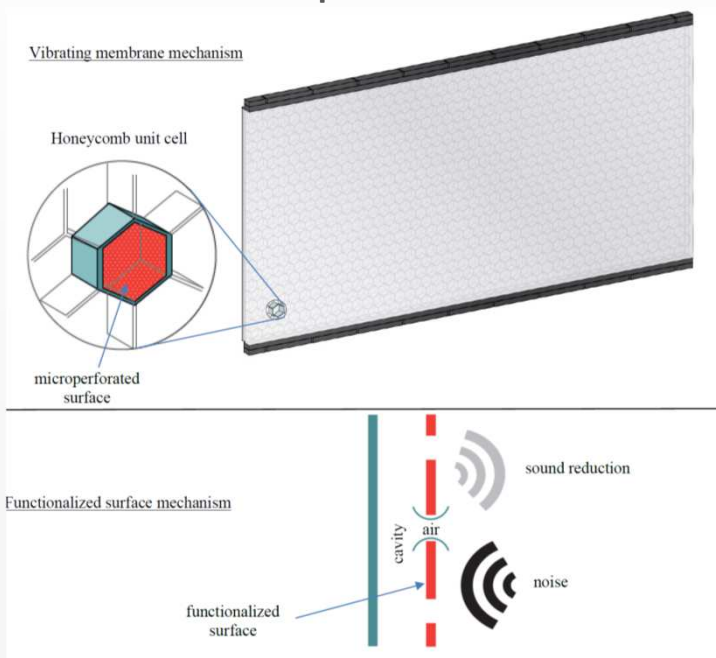 Vibrating membrane mechanism
Honeycomb unit cell
microperforated
surface
Functionalized surface mechanism
sound reduction
cavity
air
noise
functionalized
surface